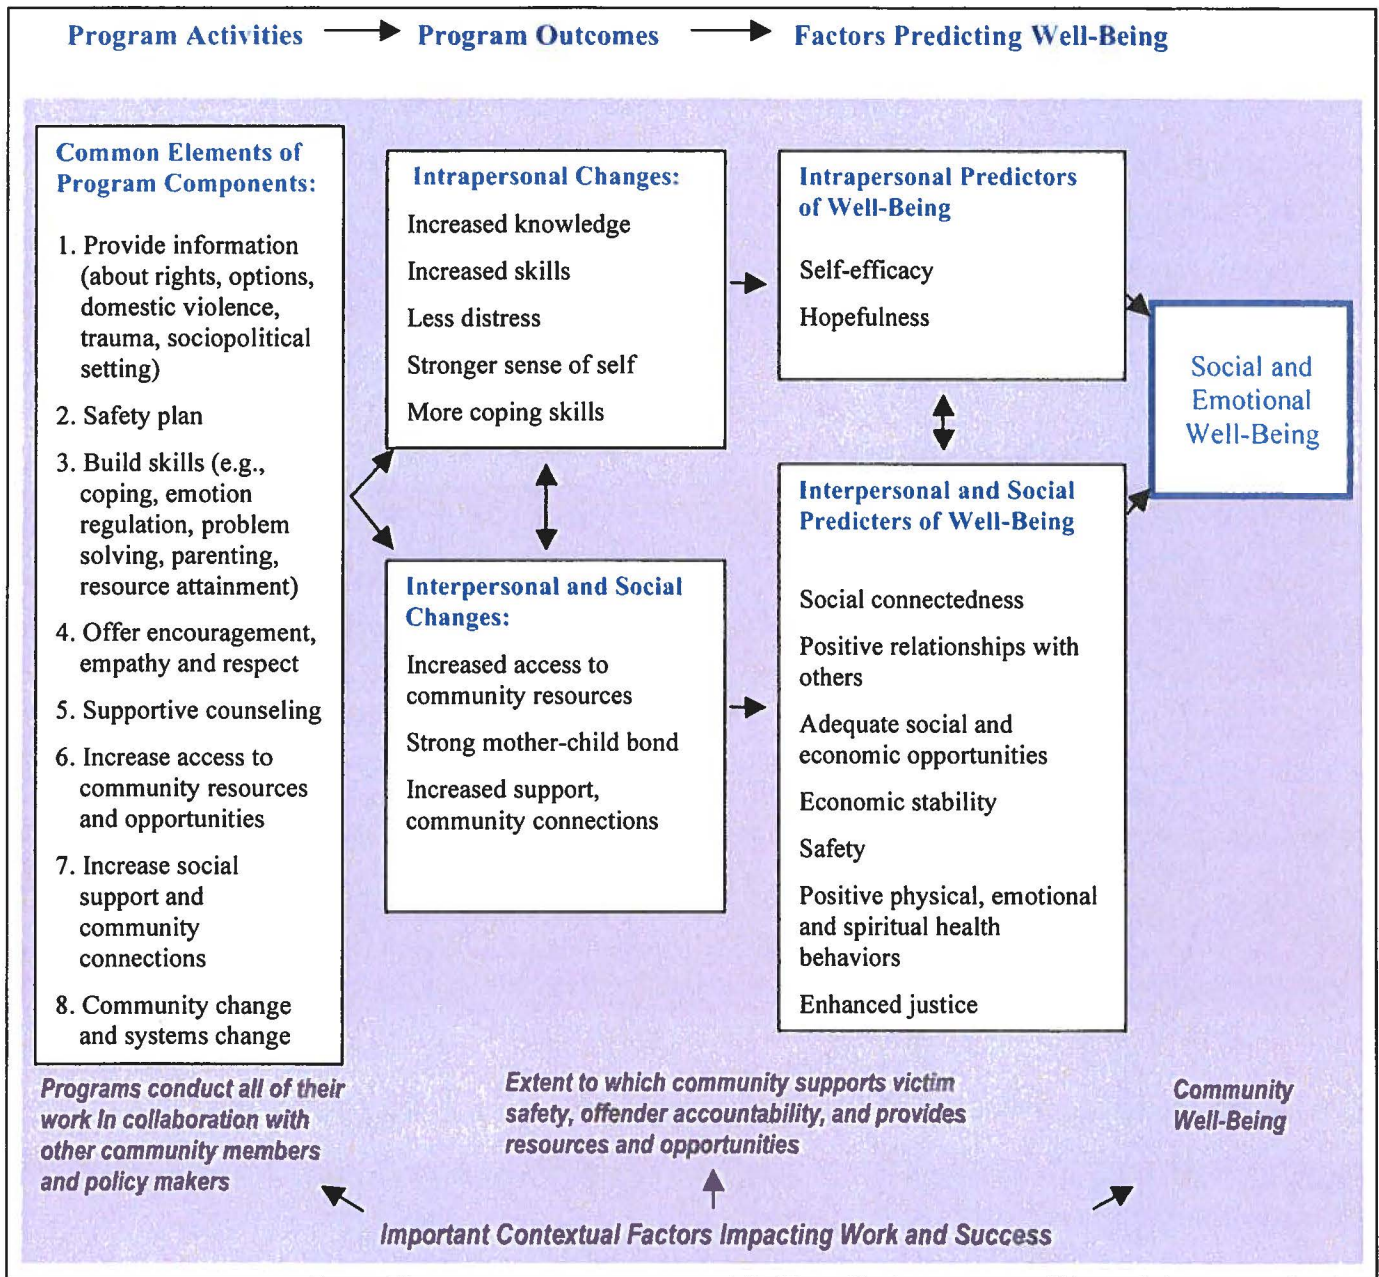 Program Activities
Program Outcomes
Factors Predicting Well-Being
Common Elements of
Program Components:
1. Provide information
(about rights, options,
domestic violence,
trauma, sociopolitical
setting)
2. Safety plan
3. Build skills (e.g.,
coping, emotion
regulation, problem
solving, parenting,
resource attainment)
4. Offer encouragement,
empathy and respect
5. Supportive counseling
6. Increase access to
community resources
and opportunities
7. Increase social
support and
community
connections
8. Community change
and systems change
Intrapersonal Changes:
Increased knowledge
Increased skills
Less distress
Stronger sense of self
More coping skills
Interpersonal and Social
Changes:
Increased access to
community resources
Strong mother-child bond
Increased support,
community connections
Intrapersonal Predictors
of Well-Being
Self-efficacy
Hopefulness
Interpersonal and Social
Predicters of Well-Being
Social connectedness
Positive relationships with
others
Adequate social and
economic opportunities
Economic stability
Safety
Positive physical, emotional
and spiritual health
behaviors
Enhanced justice
Social and
Emotional
Well-Being
Programs conduct all of their
work In collaboration with
other community members
and policy makers
Extent to which community supports victim
safety, offender accountability, and provides
resources and opportunities
Community
Well-Being
Important Contextual Factors Impacting Work and Success